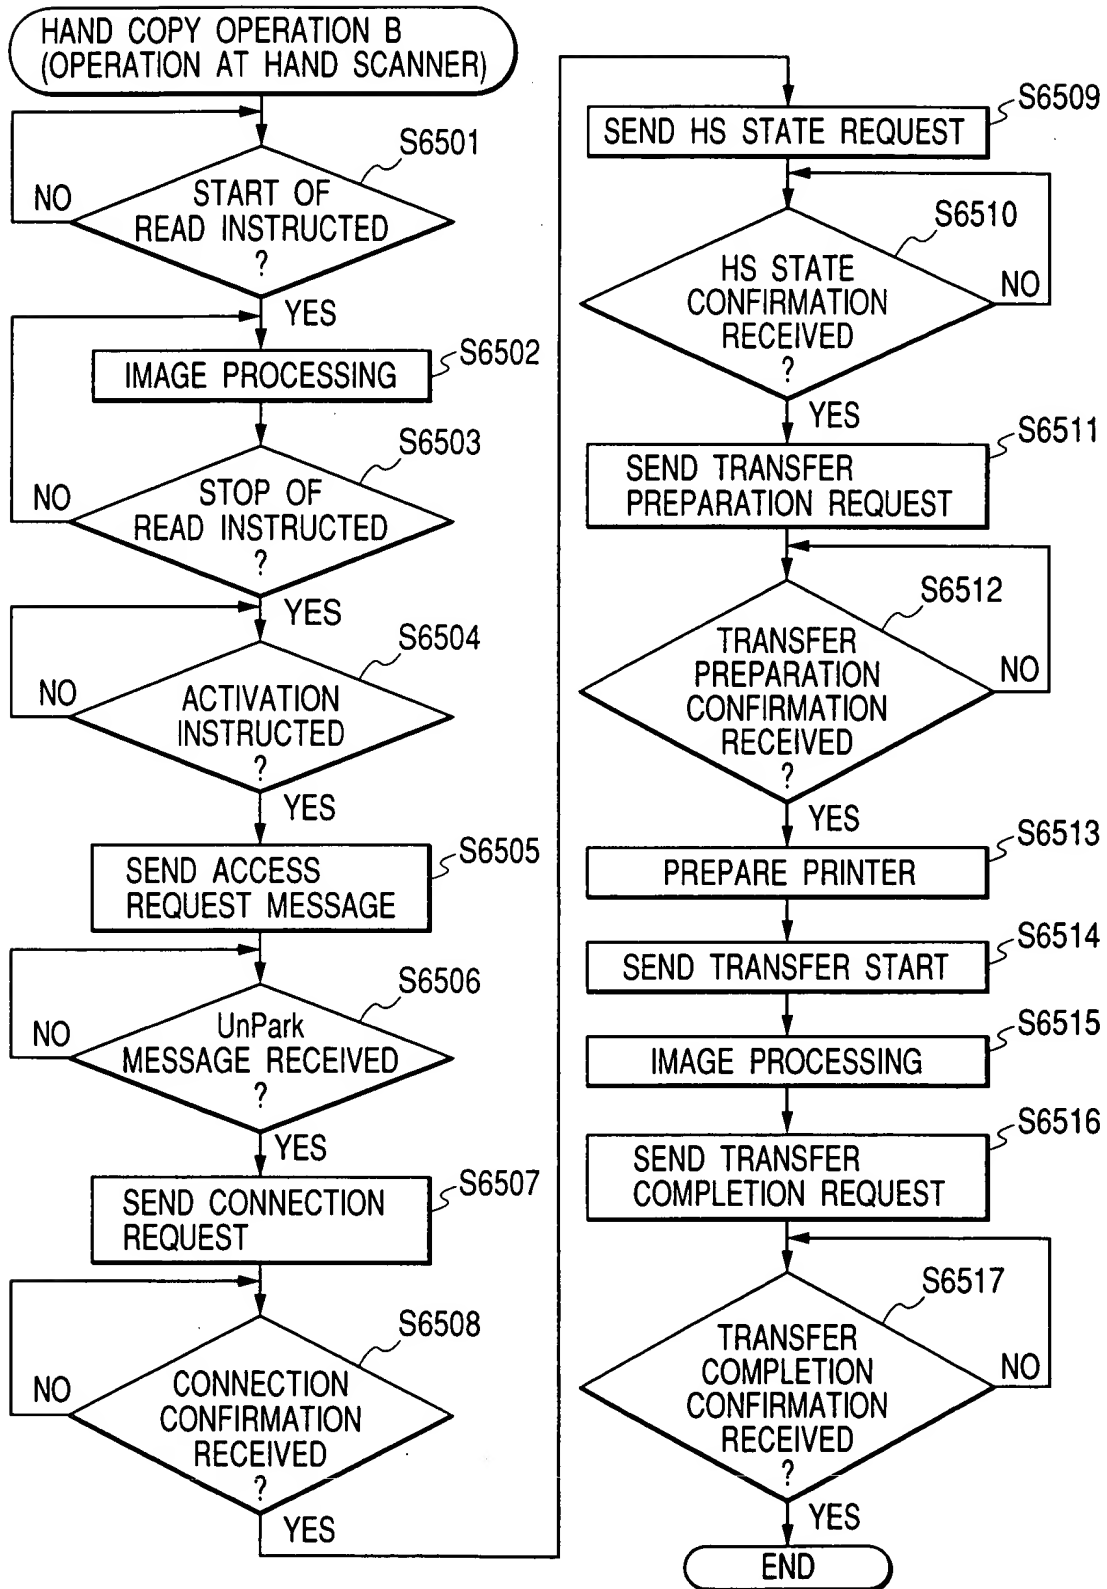 HAND COPY OPERATION B
(OPERATION AT HAND SCANNER)
S6501
START OF
READ INSTRUCTED
?
NO
YES
S6502
IMAGE PROCESSING
S6503
STOP OF
READ INSTRUCTED
?
NO
YES
S6504
ACTIVATION
INSTRUCTED
?
NO
YES
S6505
SEND ACCESS
REQUEST MESSAGE
S6506
UnPark
MESSAGE RECEIVED
?
NO
YES
S6507
SEND CONNECTION
REQUEST
S6508
CONNECTION
CONFIRMATION
RECEIVED
?
NO
YES
S6509
SEND HS STATE REQUEST
S6510
HS STATE
CONFIRMATION
RECEIVED
?
NO
YES
S6511
SEND TRANSFER
PREPARATION REQUEST
S6512
TRANSFER
PREPARATION
CONFIRMATION
RECEIVED
?
NO
YES
S6513
PREPARE PRINTER
S6514
SEND TRANSFER START
S6515
IMAGE PROCESSING
S6516
SEND TRANSFER
COMPLETION REQUEST
S6517
TRANSFER
COMPLETION
CONFIRMATION
RECEIVED
?
NO
YES
END